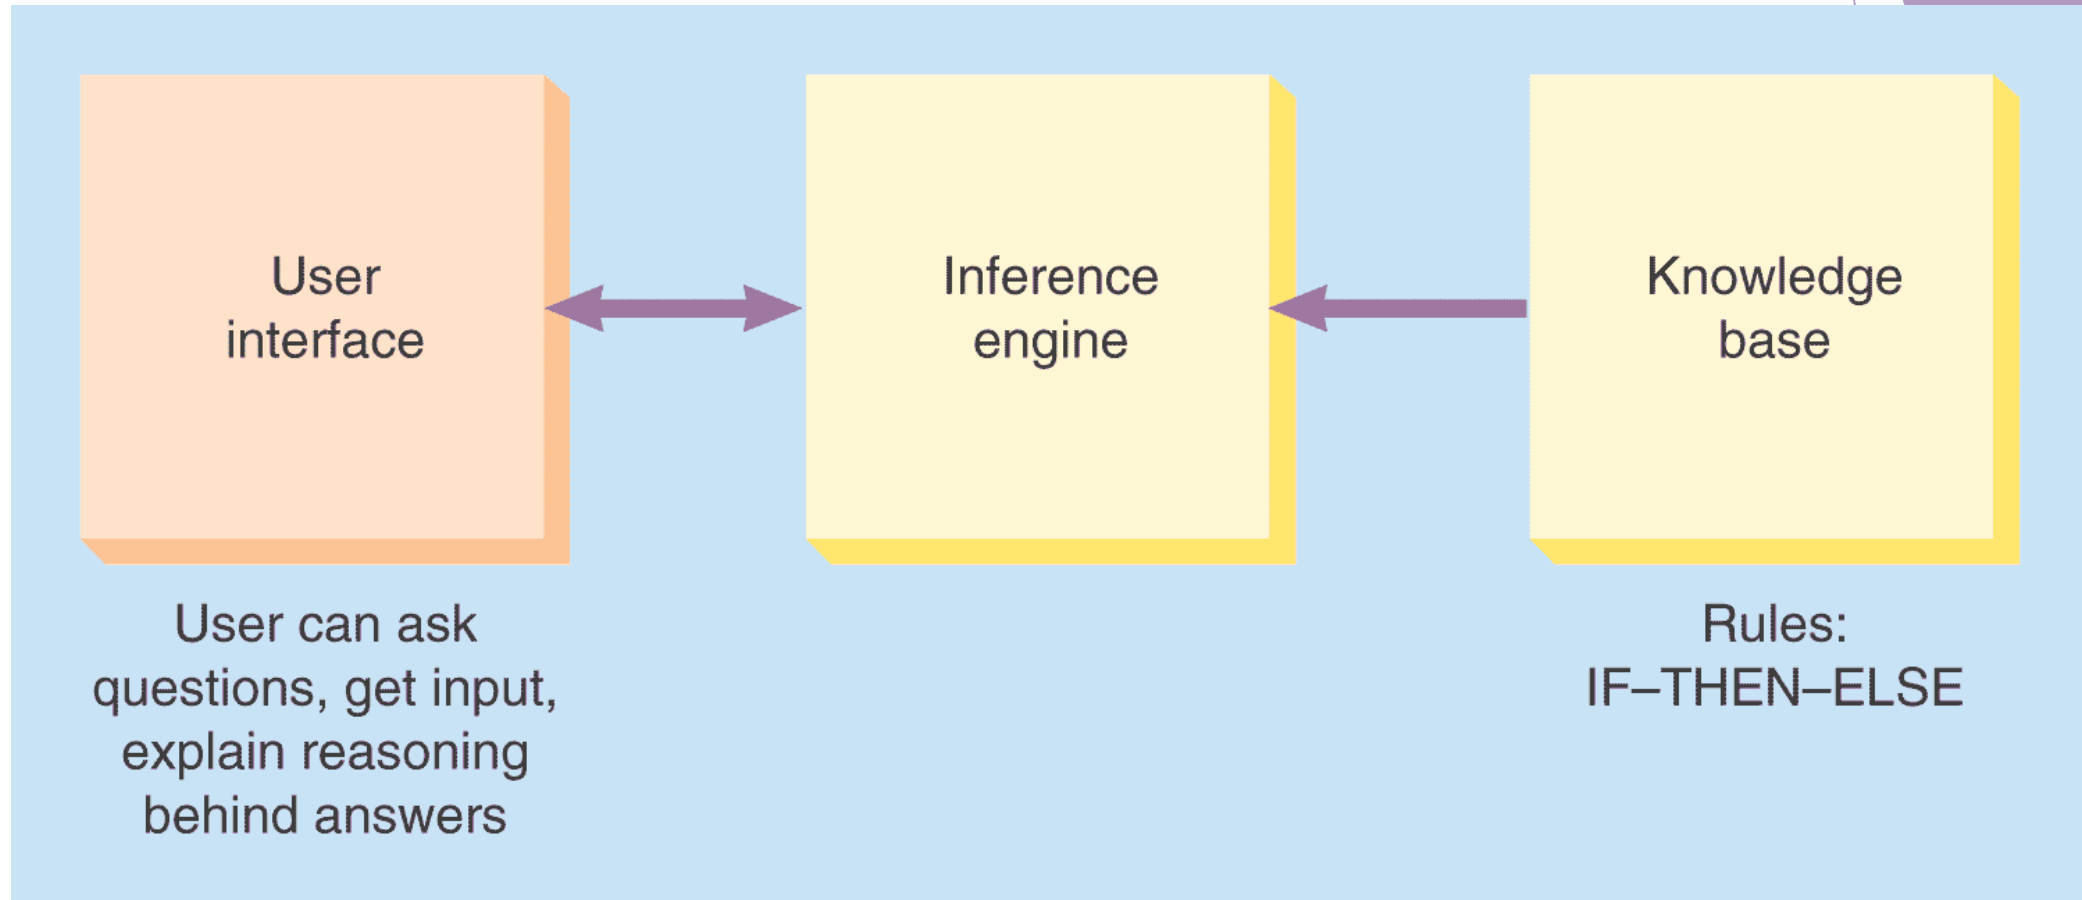 User
interface
Inference
engine
Knowledge
base
User can ask
questions, get input,
explain reasoning
behind answers
Rules:
IF–THEN–ELSE